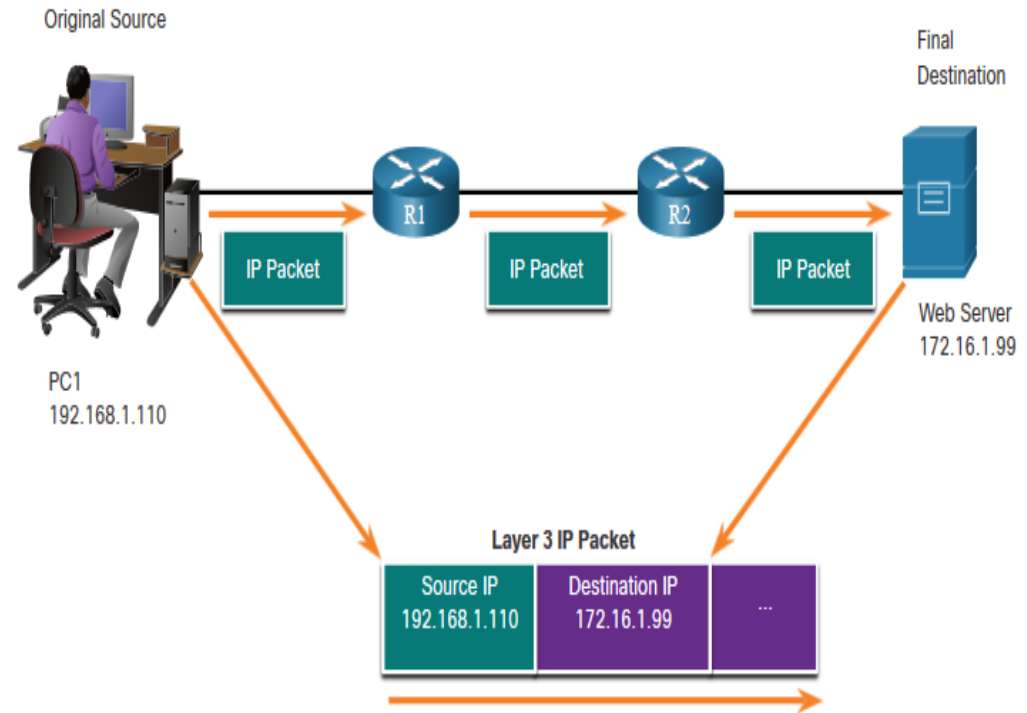 Original Source
Final
Destination
R1
R2
IP Packet
IP Packet
IP Packet
Web Server
172.16.1.99
PC1
192.168.1.110
Layer 3 IP Packet
Source IP
192.168.1.110
Destination IP
172.16.1.99
...